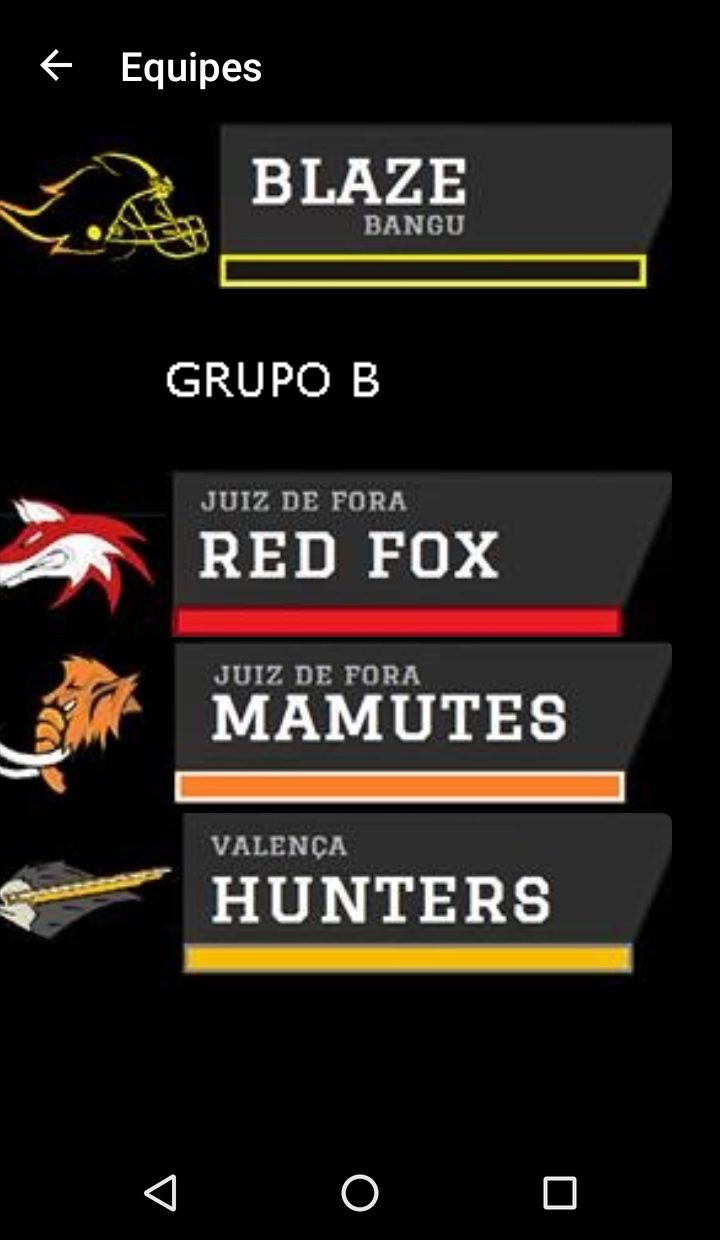 Equipes
BLAZE
BANGU
GRUPO B
JUIZ DE FORA
RED FOX
JUIZ DE FORA
MAMUTES
VALENÇA
HUNTERS